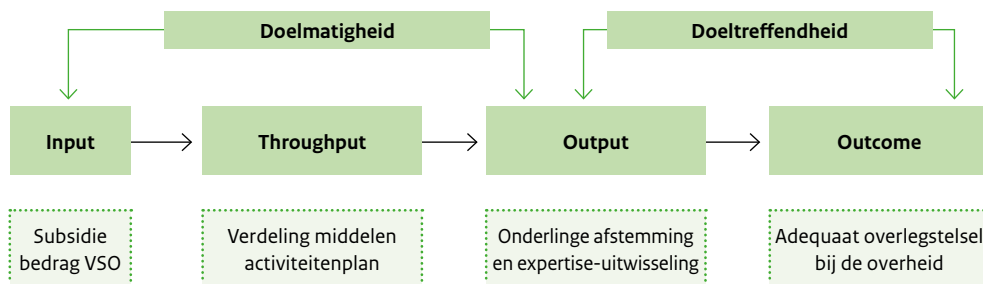 Doelmatigheid
Doeltreffendheid
Input
Throughput
Output
Outcome
Subsidie
bedrag VSO
Verdeling middelen
activiteitenplan
Onderlinge afstemming
en expertise-uitwisseling
Adequaat overlegstelsel
bij de overheid